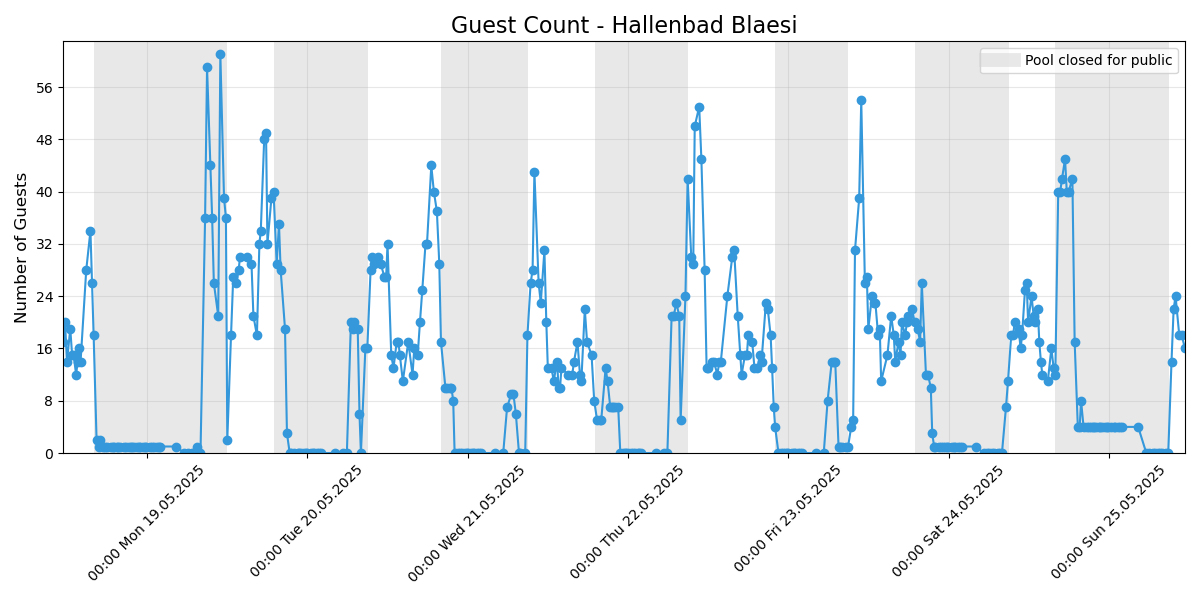 Guest Count - Hallenbad Blaesi
Pool closed for public
Number of Guests
56
48
40
32
24
16
8
0
00:00 Mon 19.05.2025
00:00 Tue 20.05.2025
00:00 Wed 21.05.2025
00:00 Thu 22.05.2025
00:00 Fri 23.05.2025
00:00 Sat 24.05.2025
00:00 Sun 25.05.2025